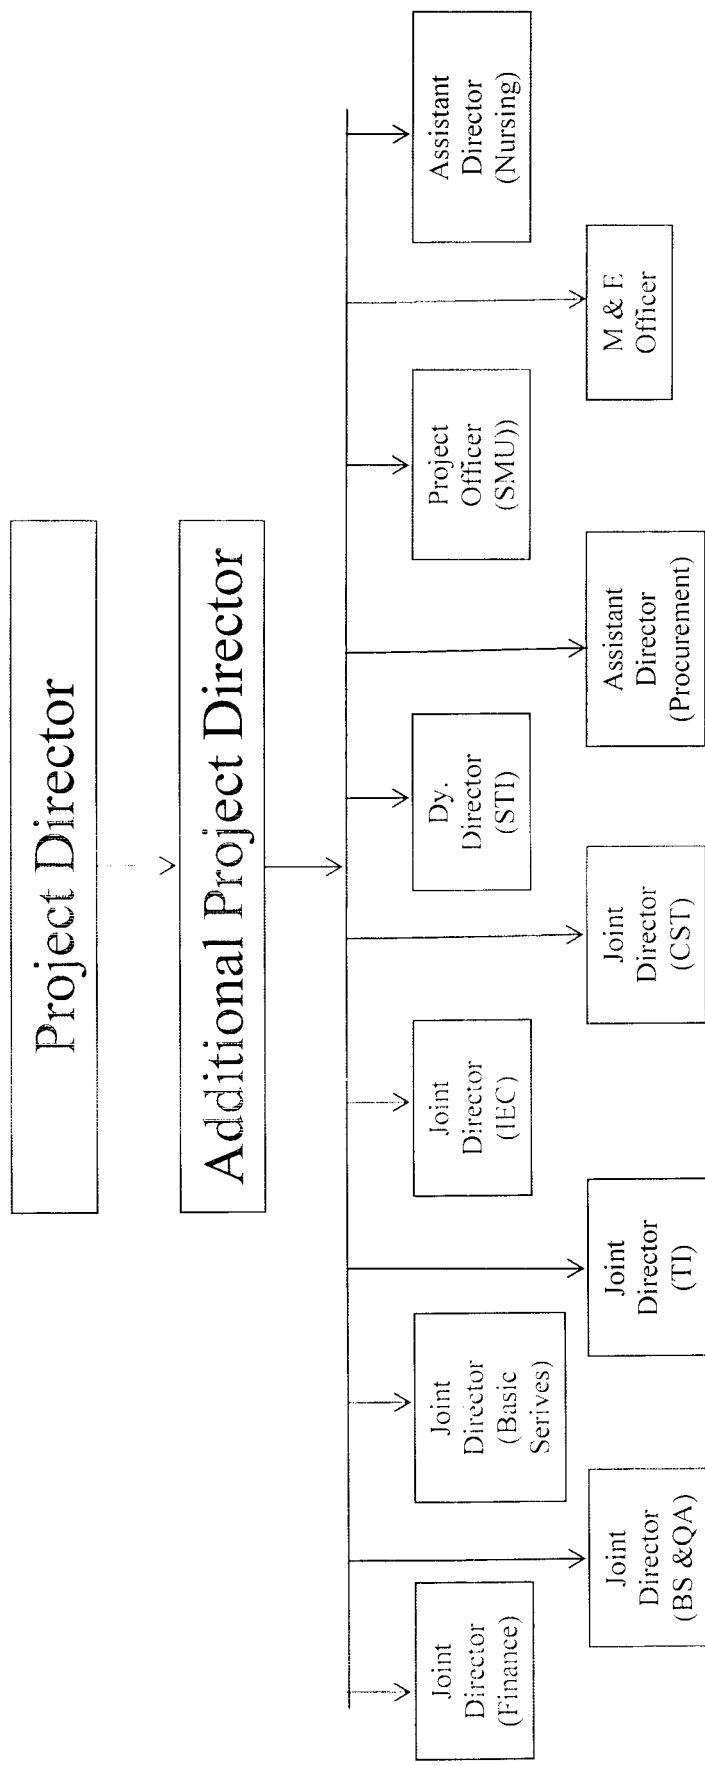 Project Director
Additional Project Director
Joint
Director
(Finance)
Joint
Director
(Basic
Serives)
Joint
Director
(IEC)
Dy.
Director
(STI)
Project
Officer
(SMU))
Assistant
Director
(Nursing)
Joint
Director
(BS &QA)
Joint
Director
(TI)
Joint
Director
(CST)
Assistant
Director
(Procurement)
M & E
Officer